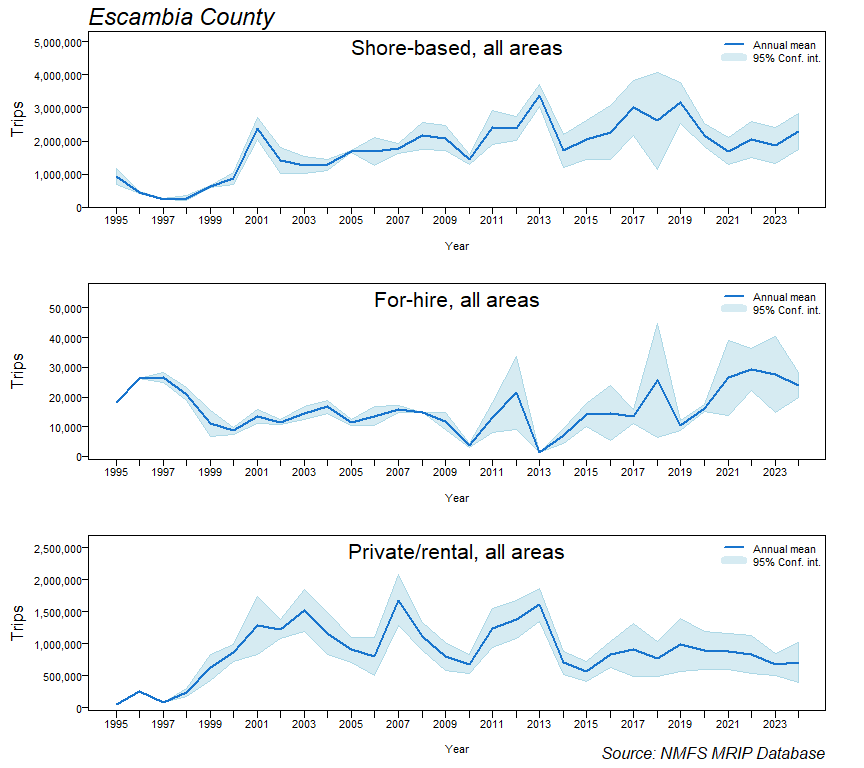 Escambia County
Shore-based, all areas
Annual mean
95% Conf. int.
Trips
5,000,000
4,000,000
3,000,000
2,000,000
1,000,000
0
1995 1997 1999 2001 2003 2005 2007 2009 2011 2013 2015 2017 2019 2021 2023
Year
For-hire, all areas
Annual mean
95% Conf. int.
Trips
50,000
40,000
30,000
20,000
10,000
0
1995 1997 1999 2001 2003 2005 2007 2009 2011 2013 2015 2017 2019 2021 2023
Year
Private/rental, all areas
Annual mean
95% Conf. int.
Trips
2,500,000
2,000,000
1,500,000
1,000,000
500,000
0
1995 1997 1999 2001 2003 2005 2007 2009 2011 2013 2015 2017 2019 2021 2023
Year
Source: NMFS MRIP Database